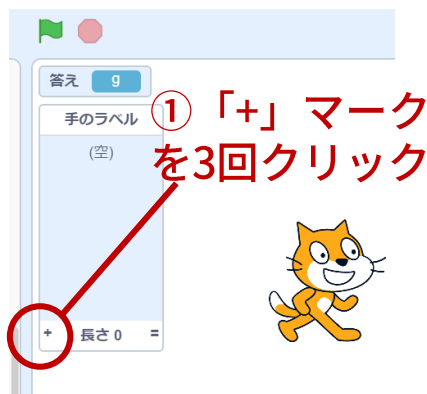 答え g
手のラベル
(空)
+ 長さ 0 =
①「+」マーク
を3回クリック